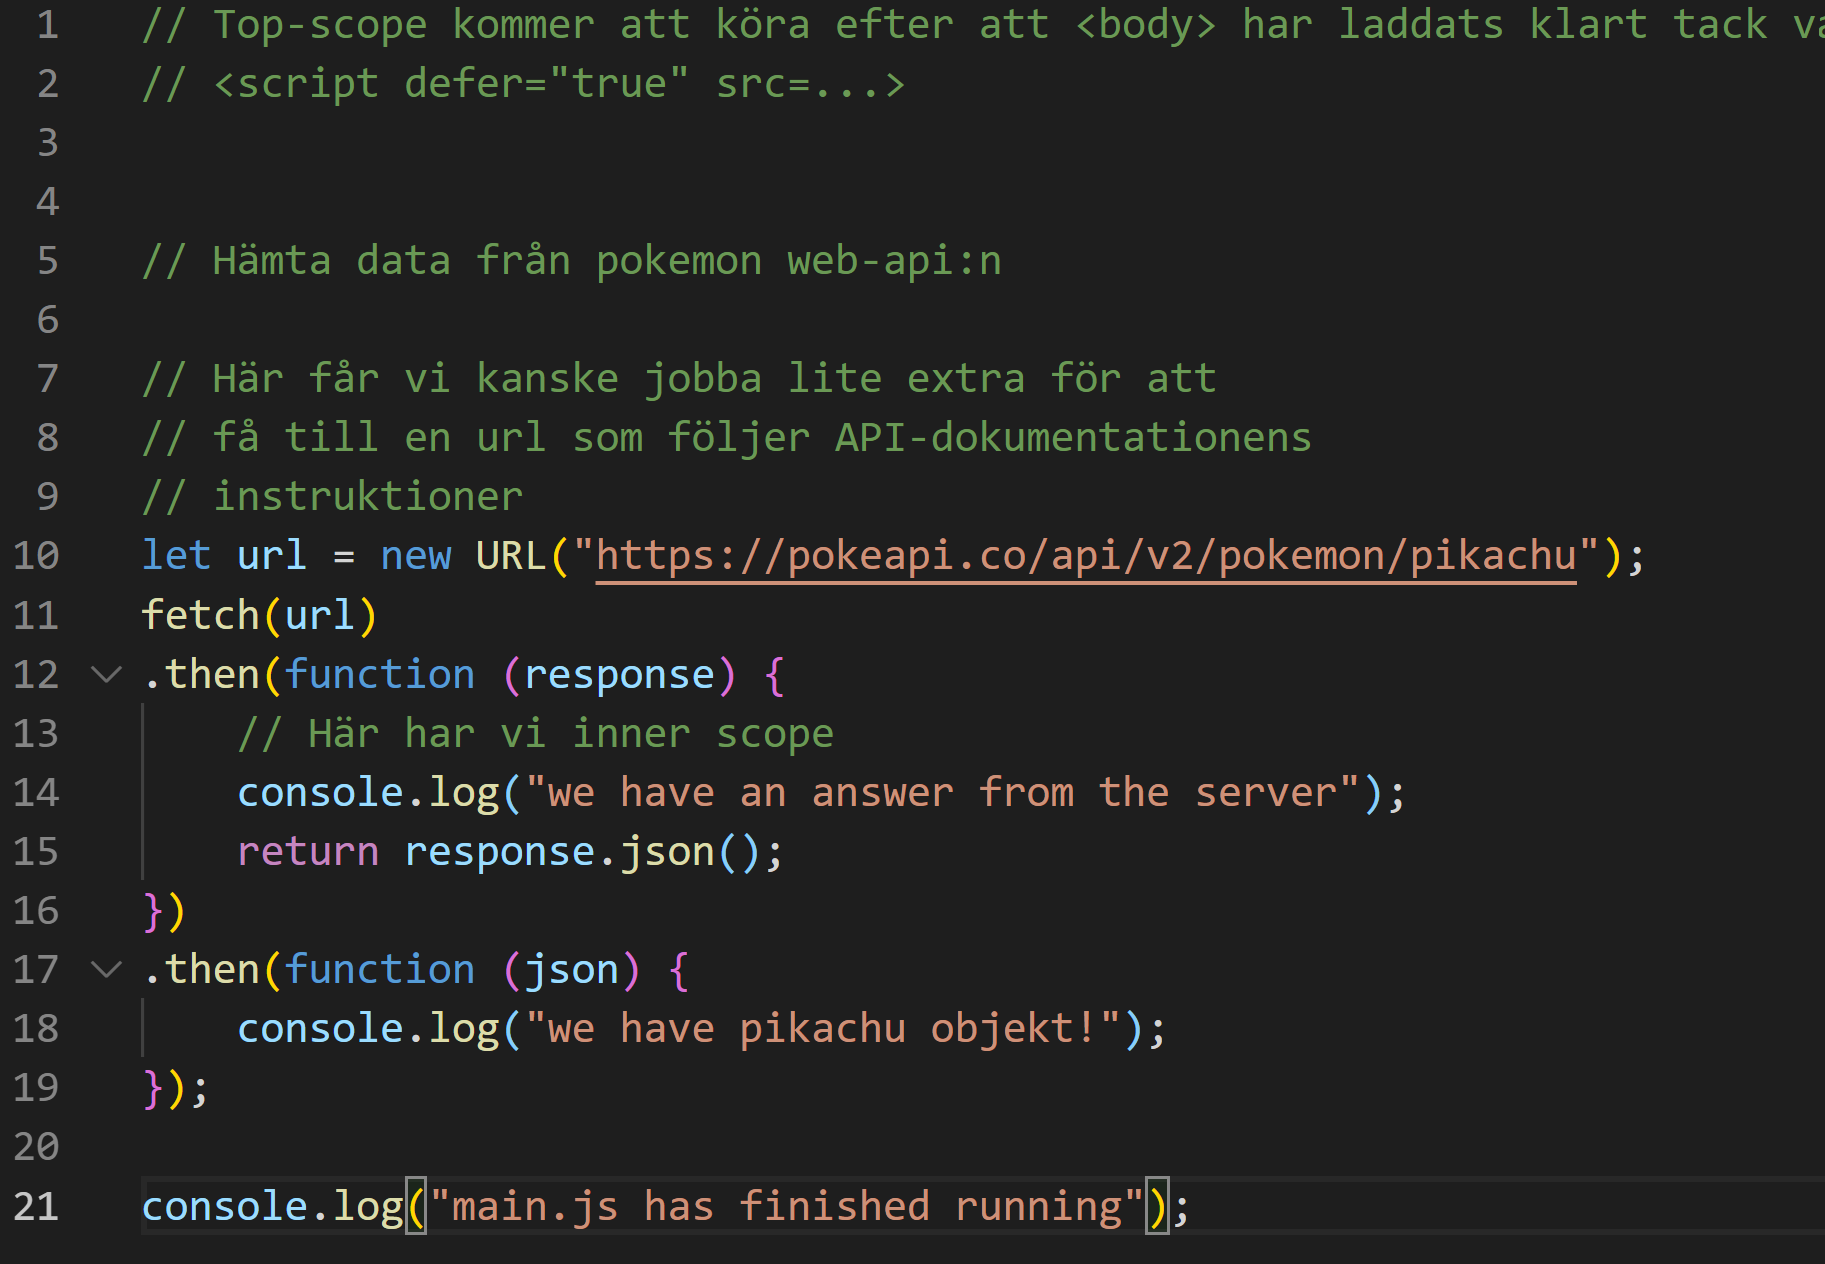 1 // Top-scope kommer att köra efter att <body> har laddats klart tack
2 // <script defer="true" src=...>
3
4
5 // Hämta data från pokemon web-api:n
6
7 // Här får vi kanske jobba lite extra för att
8 // få till en url som följer API-dokumentationens
9 // instruktioner
10 let url = new URL("https://pokeapi.co/api/v2/pokemon/pikachu");
11 fetch(url)
12 .then(function (response) {
13     // Här har vi inner scope
14     console.log("we have an answer from the server");
15     return response.json();
16 })
17 .then(function (json) {
18     console.log("we have pikachu objekt!");
19 });
20
21 console.log("main.js has finished running");